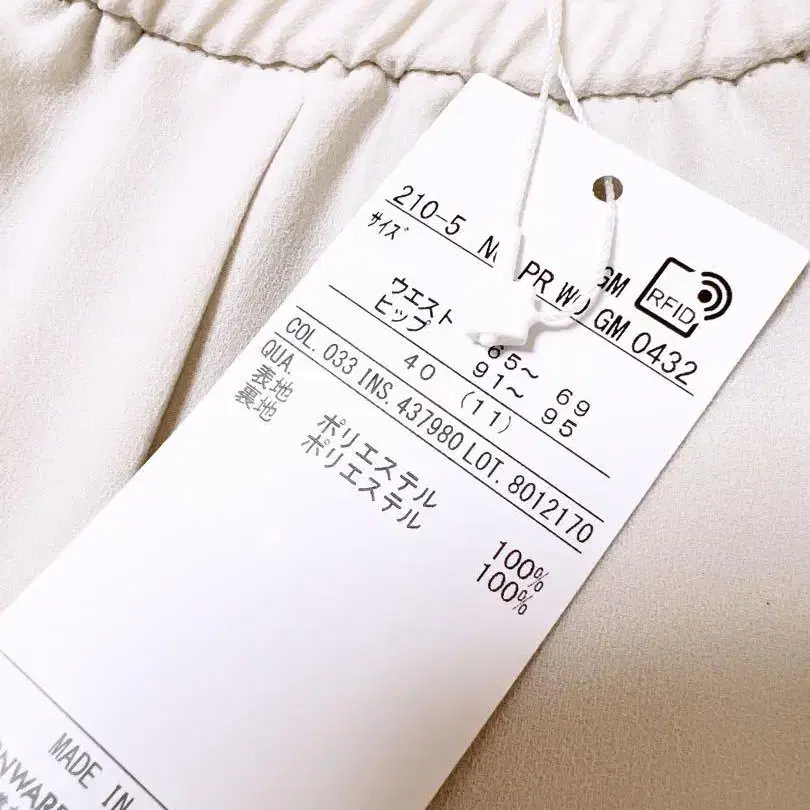 GM
RFID
210-5 PR GM 0432
サイズ
ウエスト 65～ 69
ヒップ 91～ 95
40 (11)
COL. 033 INS. 437980 LOT. 8012170
QUA.
表地 ポリエステル 100%
裏地 ポリエステル 100%
MADE IN